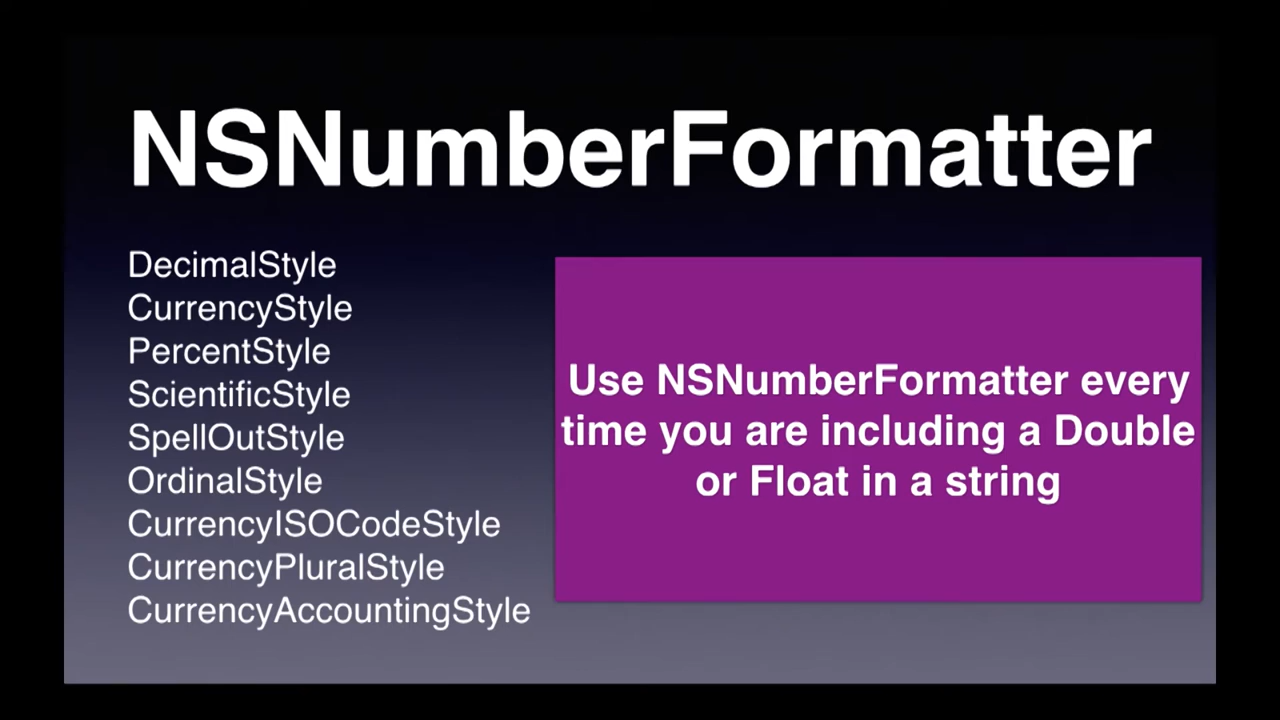 NSNumberFormatter
DecimalStyle
CurrencyStyle
PercentStyle
ScientificStyle
SpellOutStyle
OrdinalStyle
CurrencyISOCodeStyle
CurrencyPluralStyle
CurrencyAccountingStyle
Use NSNumberFormatter every
time you are including a Double
or Float in a string